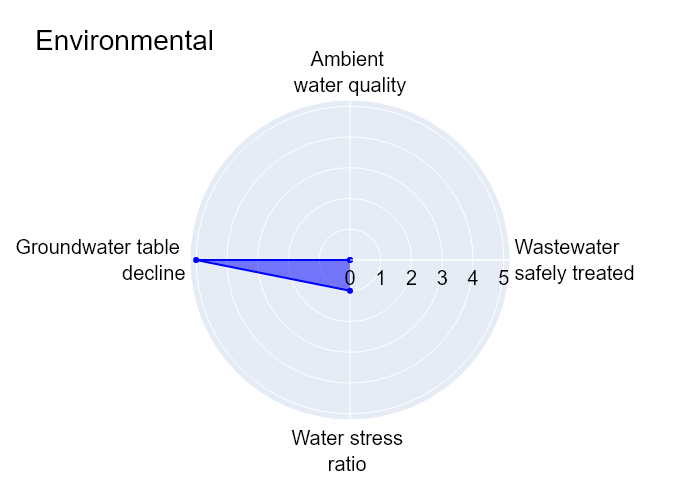 Environmental
Ambient
water quality
Groundwater table
decline
Wastewater
safely treated
0 1 2 3 4 5
Water stress
ratio